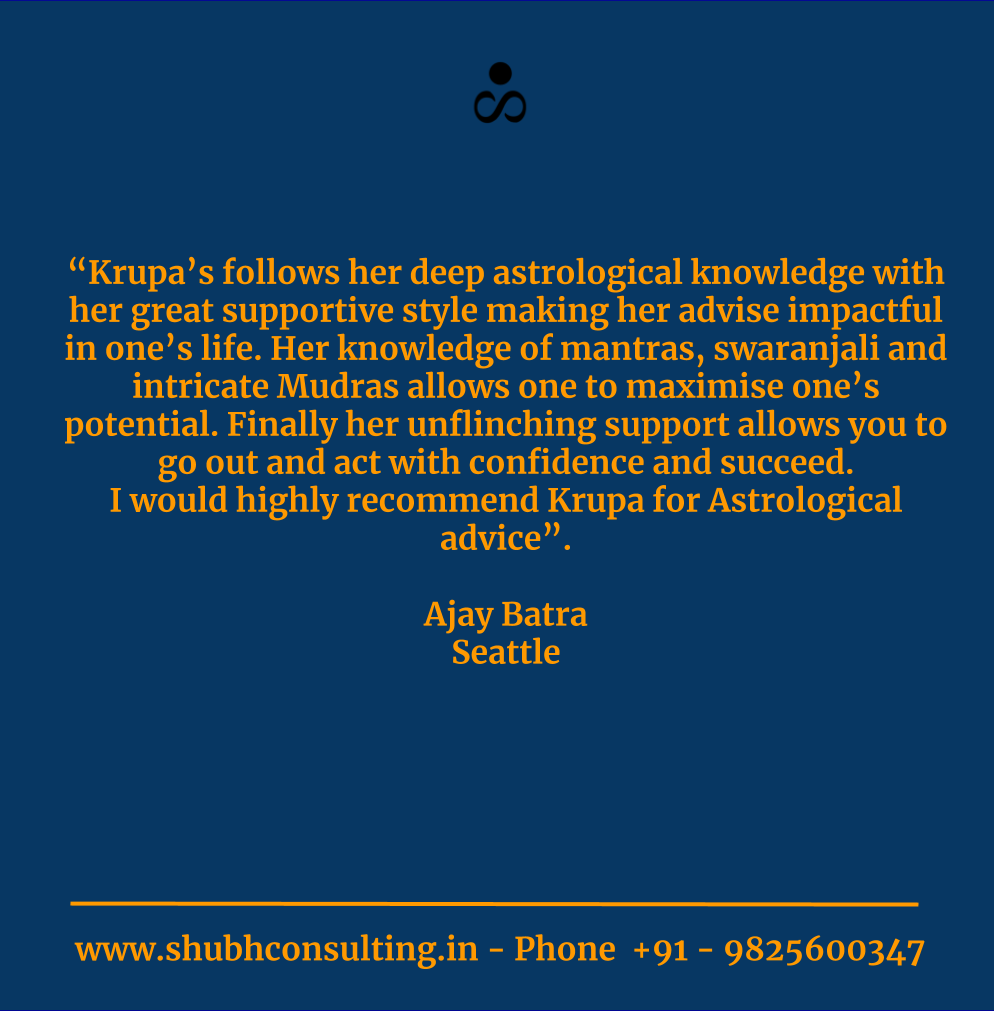 “Krupa’s follows her deep astrological knowledge with
her great supportive style making her advise impactful
in one’s life. Her knowledge of mantras, swaranjali and
intricate Mudras allows one to maximise one’s
potential. Finally her unflinching support allows you to
go out and act with confidence and succeed.
I would highly recommend Krupa for Astrological
advice”.
Ajay Batra
Seattle
www.shubhconsulting.in - Phone  +91 - 9825600347